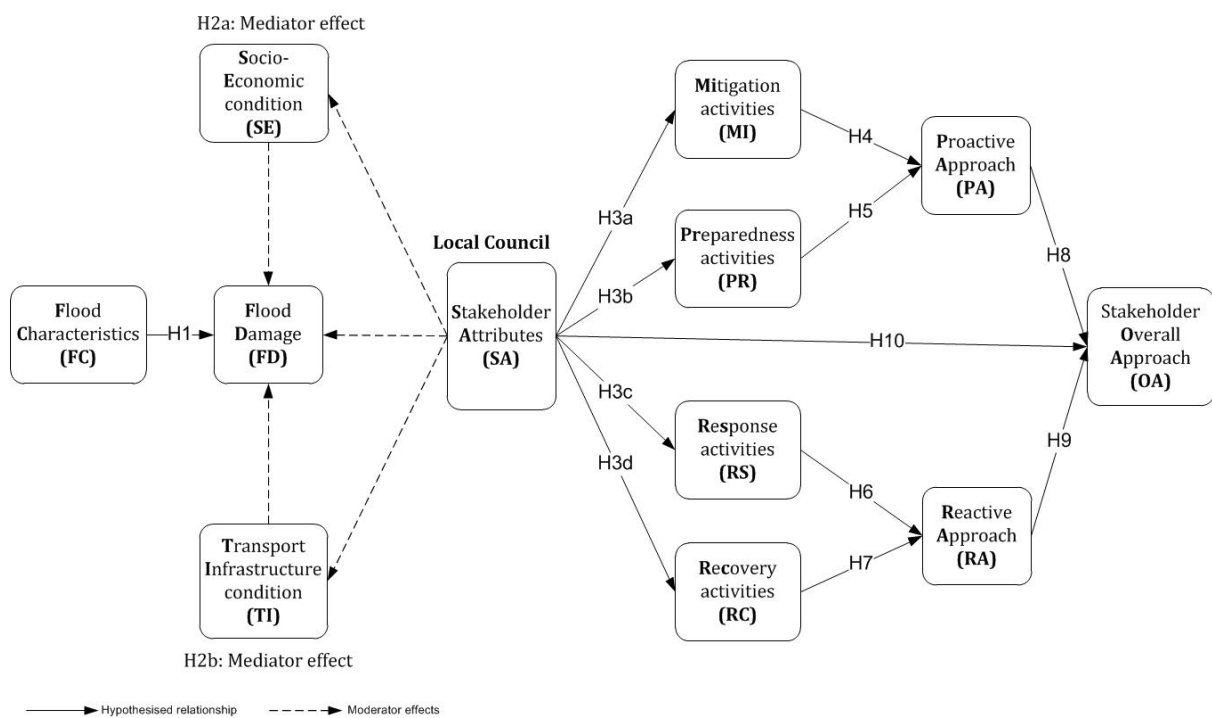 H2a: Mediator effect
Socio-
Economic
condition
(SE)
Mitigation
activities
(MI)
H4
Proactive
Approach
(PA)
H3a
H5
Preparedness
activities
(PR)
Local Council
H8
H3b
Flood
Characteristics
(FC)
H1
Flood
Damage
(FD)
Stakeholder
Attributes
(SA)
H10
Stakeholder
Overall
Approach
(OA)
H3c
Response
activities
(RS)
H3d
H9
H6
Reactive
Approach
(RA)
Transport
Infrastructure
condition
(TI)
Recovery
activities
(RC)
H7
H2b: Mediator effect
Hypothesised relationship
Moderator effects